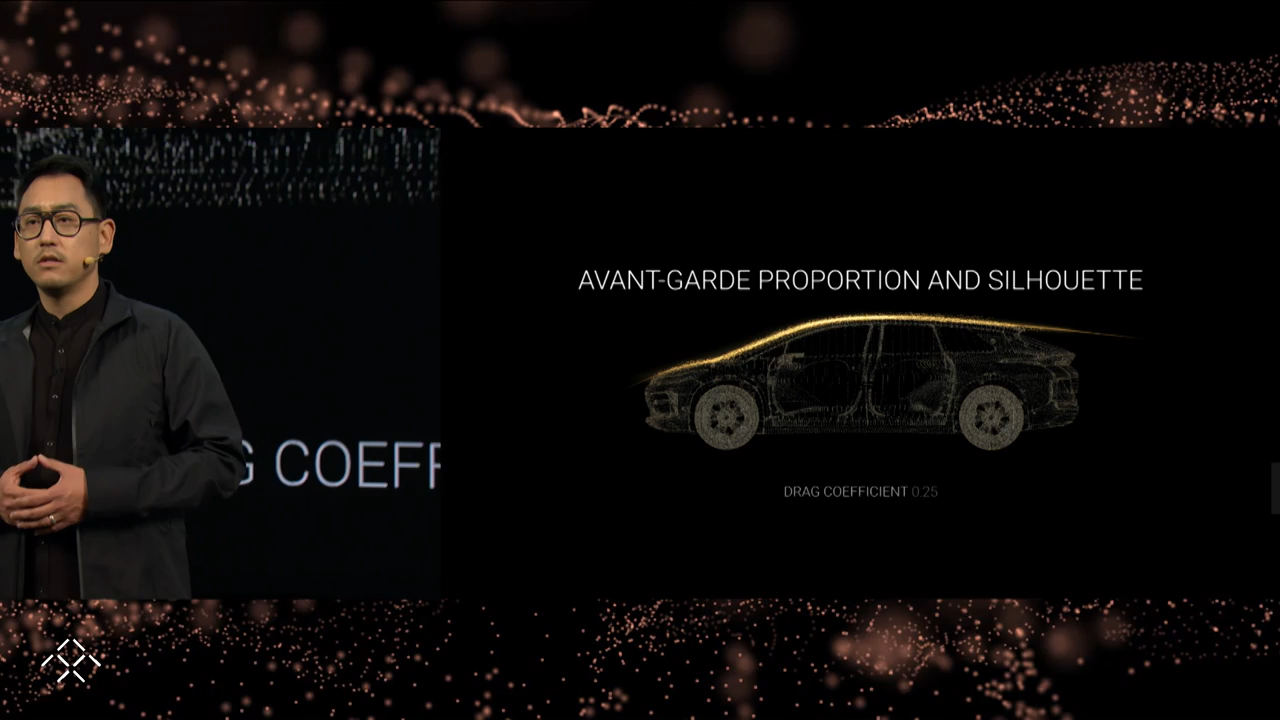 G COEFF
AVANT-GARDE PROPORTION AND SILHOUETTE
DRAG COEFFICIENT 0.25